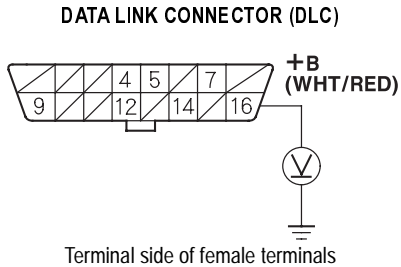 DATA LINK CONNECTOR (DLC)
+B
(WHT/RED)
4 5 7
9 12 14 16
V
Terminal side of female terminals